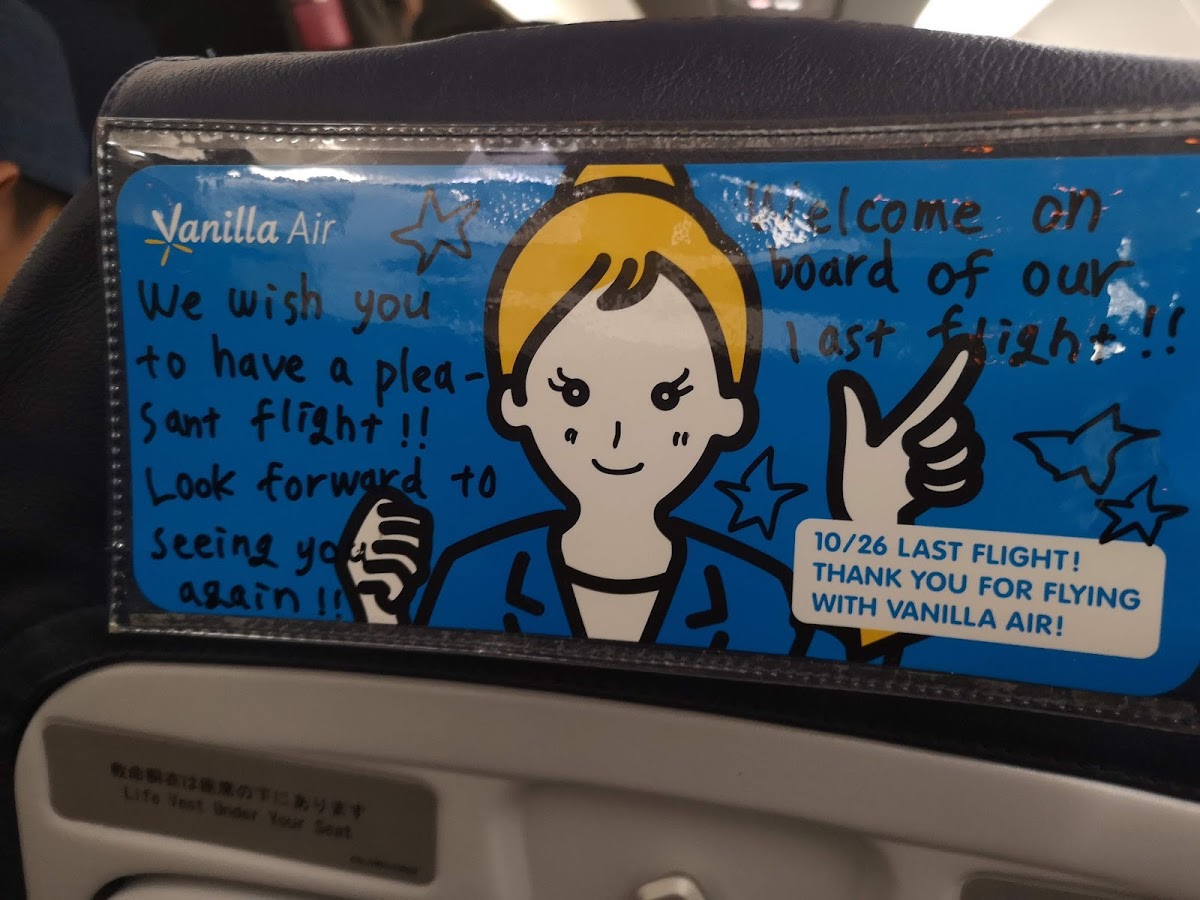 Vanilla Air
We wish you
to have a plea-
sant flight!!
Look forward to
seeing you
again!!
Welcome on
board of our
last flight!!
10/26 LAST FLIGHT!
THANK YOU FOR FLYING
WITH VANILLA AIR!
救命胴衣は座席の下にあります
Life Vest Under Your Seat